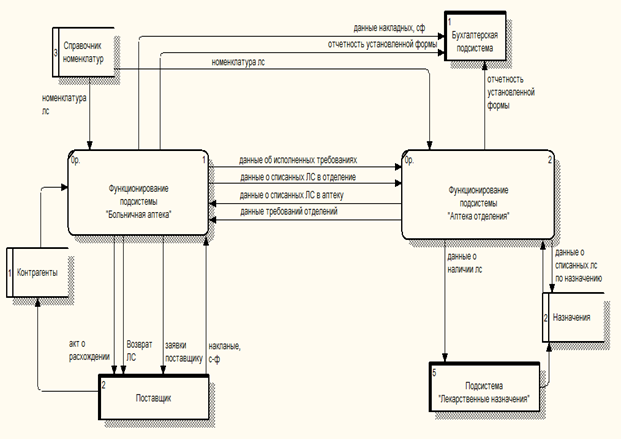 данные накладных, сф
1
Бухгалтерская
подсистема
отчетность установленной формы
3
Справочник
номенклатур
номенклатура лс
отчетность
установленной
формы
номенклатура
лс
0р.
1
Функционирование
подсистемы
"Больничная аптека"
данные об исполненных требованиях
данные о списанных ЛС в отделение
данные о списанных ЛС в аптеку
данные требований отделений
0р.
2
Функционирование
подсистемы
"Аптека отделения"
1
Контрагенты
данные о
наличии лс
данные о
списанных лс
по назначению
2
Назначения
акт о
расхождении
Возврат
ЛС
заявки
поставщику
накланые,
с-ф
2
Поставщик
5
Подсистема
"Лекарственные назначения"